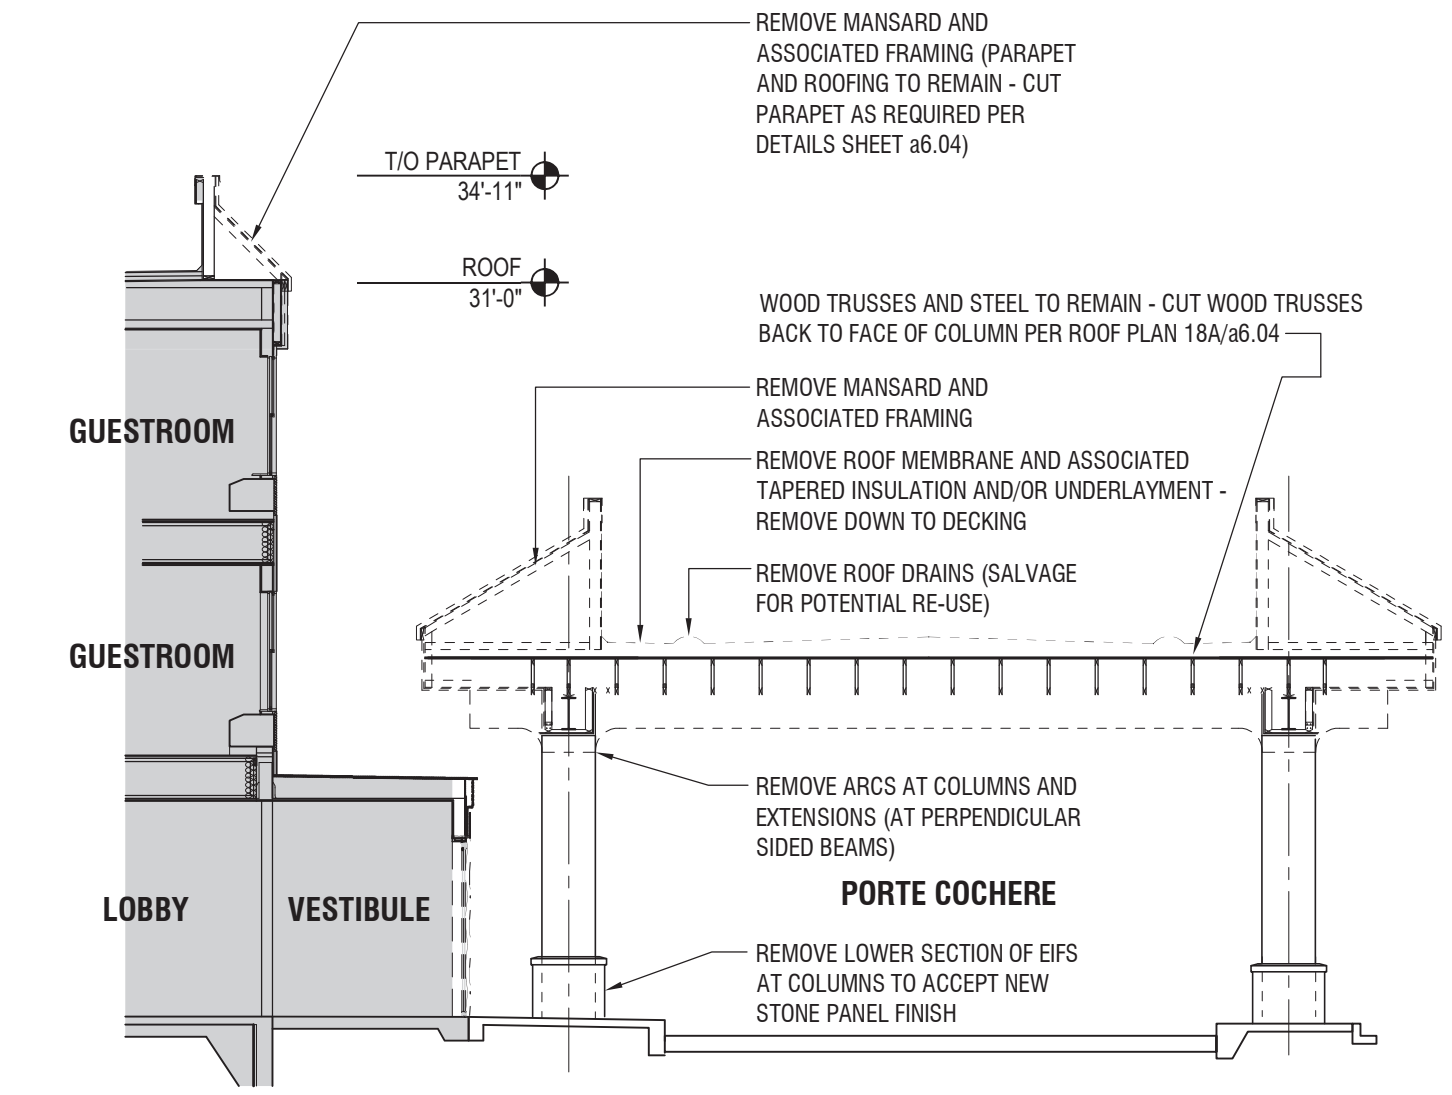 REMOVE MANSARD AND
ASSOCIATED FRAMING (PARAPET
AND ROOFING TO REMAIN - CUT
PARAPET AS REQUIRED PER
DETAILS SHEET a6.04)
T/O PARAPET
34'-11"
ROOF
31'-0"
WOOD TRUSSES AND STEEL TO REMAIN - CUT WOOD TRUSSES
BACK TO FACE OF COLUMN PER ROOF PLAN 18A/a6.04
REMOVE MANSARD AND
ASSOCIATED FRAMING
GUESTROOM
REMOVE ROOF MEMBRANE AND ASSOCIATED
TAPERED INSULATION AND/OR UNDERLAYMENT -
REMOVE DOWN TO DECKING
REMOVE ROOF DRAINS (SALVAGE
FOR POTENTIAL RE-USE)
GUESTROOM
REMOVE ARCS AT COLUMNS AND
EXTENSIONS (AT PERPENDICULAR
SIDED BEAMS)
PORTE COCHERE
LOBBY
VESTIBULE
REMOVE LOWER SECTION OF EIFS
AT COLUMNS TO ACCEPT NEW
STONE PANEL FINISH